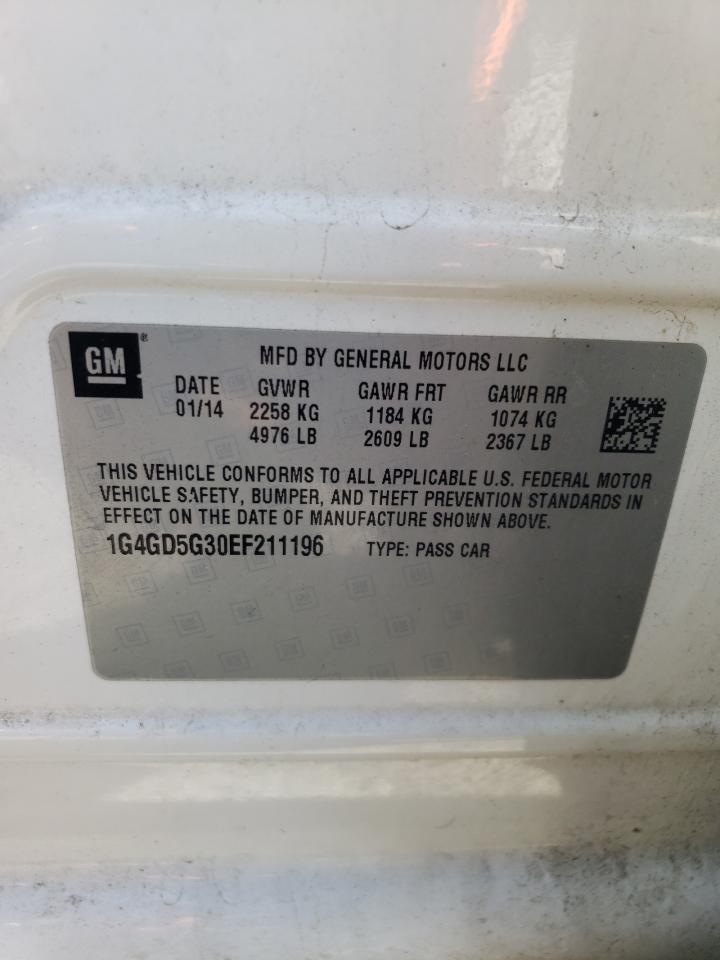 GM ®
MFD BY GENERAL MOTORS LLC
DATE GVWR GAWR FRT GAWR RR
01/14 2258 KG 1184 KG 1074 KG
4976 LB 2609 LB 2367 LB
THIS VEHICLE CONFORMS TO ALL APPLICABLE U.S. FEDERAL MOTOR
VEHICLE SAFETY, BUMPER, AND THEFT PREVENTION STANDARDS IN
EFFECT ON THE DATE OF MANUFACTURE SHOWN ABOVE.
1G4GD5G30EF211196 TYPE: PASS CAR